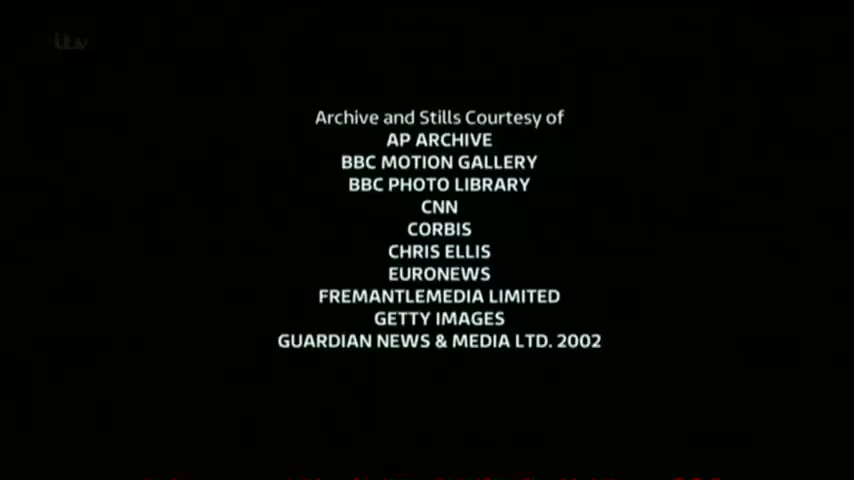 itv
Archive and Stills Courtesy of
AP ARCHIVE
BBC MOTION GALLERY
BBC PHOTO LIBRARY
CNN
CORBIS
CHRIS ELLIS
EURONEWS
FREMANTLEMEDIA LIMITED
GETTY IMAGES
GUARDIAN NEWS & MEDIA LTD. 2002